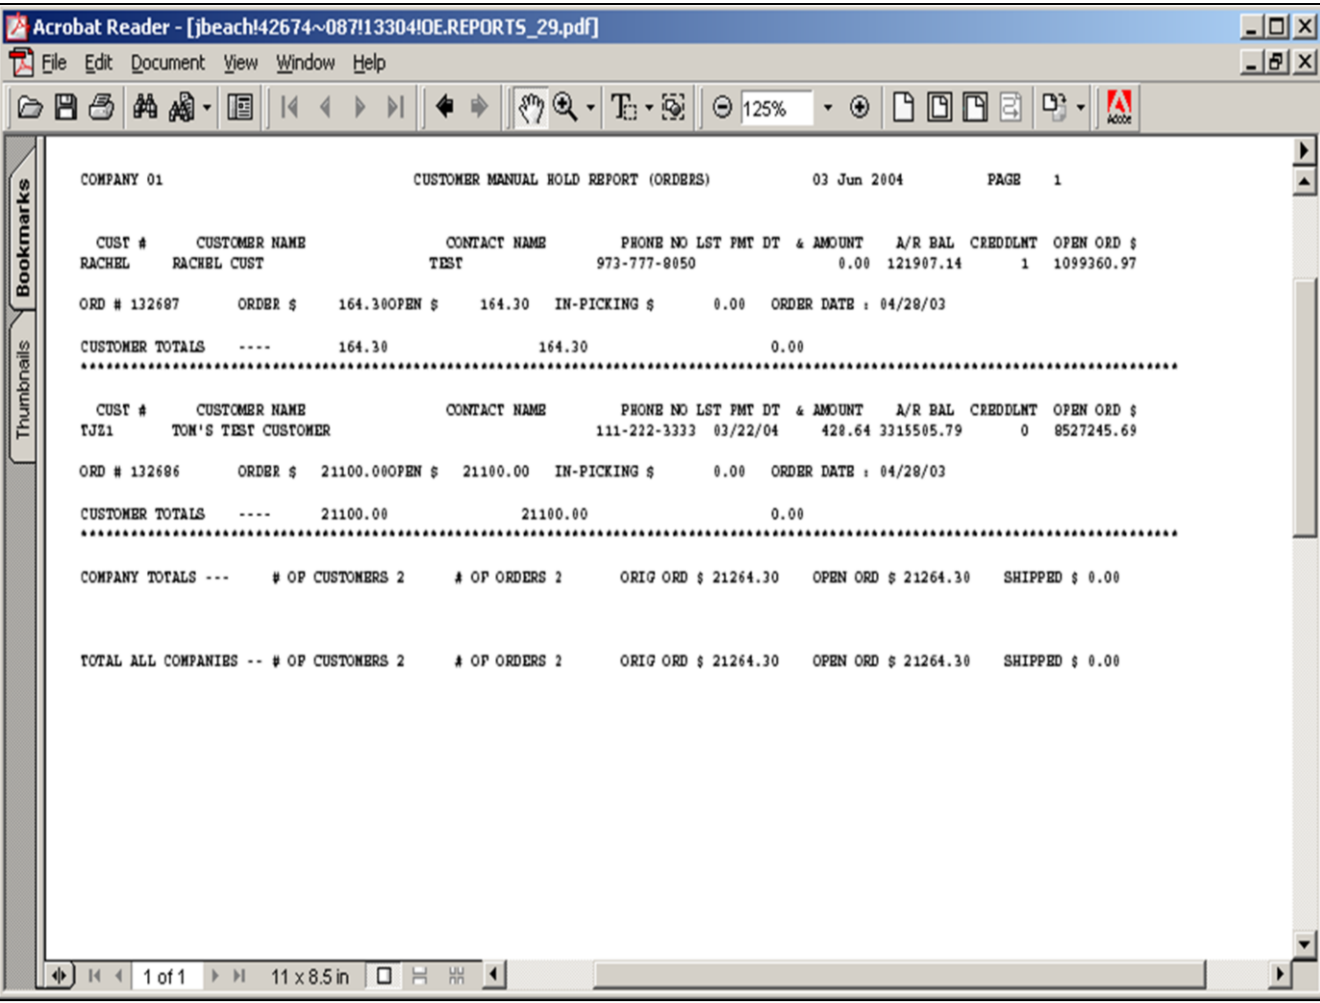 Acrobat Reader - [jbeach!42674~087!13304!OE.REPORTS_29.pdf]
File Edit Document View Window Help
125%
Adobe
Bookmarks
Thumbnails
COMPANY 01 CUSTOMER MANUAL HOLD REPORT (ORDERS) 03 Jun 2004 PAGE 1
CUST # CUSTOMER NAME CONTACT NAME PHONE NO LST PMT DT & AMOUNT A/R BAL CREDDLMT OPEN ORD $
RACHEL RACHEL CUST TEST 973-777-8050 0.00 121907.14 1 1099360.97
ORD # 132687 ORDER $ 164.30OPEN $ 164.30 IN-PICKING $ 0.00 ORDER DATE : 04/28/03
CUSTOMER TOTALS ---- 164.30 164.30 0.00
CUST # CUSTOMER NAME CONTACT NAME PHONE NO LST PMT DT & AMOUNT A/R BAL CREDDLMT OPEN ORD $
TJZ1 TOM'S TEST CUSTOMER 111-222-3333 03/22/04 428.64 3315505.79 0 8527245.69
ORD # 132686 ORDER $ 21100.00OPEN $ 21100.00 IN-PICKING $ 0.00 ORDER DATE : 04/28/03
CUSTOMER TOTALS ---- 21100.00 21100.00 0.00
COMPANY TOTALS --- # OF CUSTOMERS 2 # OF ORDERS 2 ORIG ORD $ 21264.30 OPEN ORD $ 21264.30 SHIPPED $ 0.00
TOTAL ALL COMPANIES -- # OF CUSTOMERS 2 # OF ORDERS 2 ORIG ORD $ 21264.30 OPEN ORD $ 21264.30 SHIPPED $ 0.00
1 of 1 11 x 8.5 in